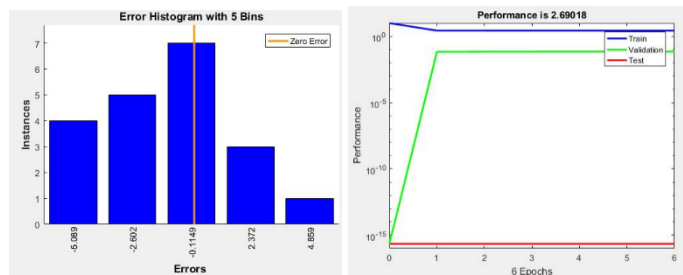 Error Histogram with 5 Bins
Zero Error
7
6
5
4
3
2
1
0
Instances
-5.089
-2.602
-0.1149
2.372
4.859
Errors
Performance is 2.69018
Train
Validation
Test
10^0
10^-5
10^-10
10^-15
Performance
0
1
2
3
4
5
6
6 Epochs